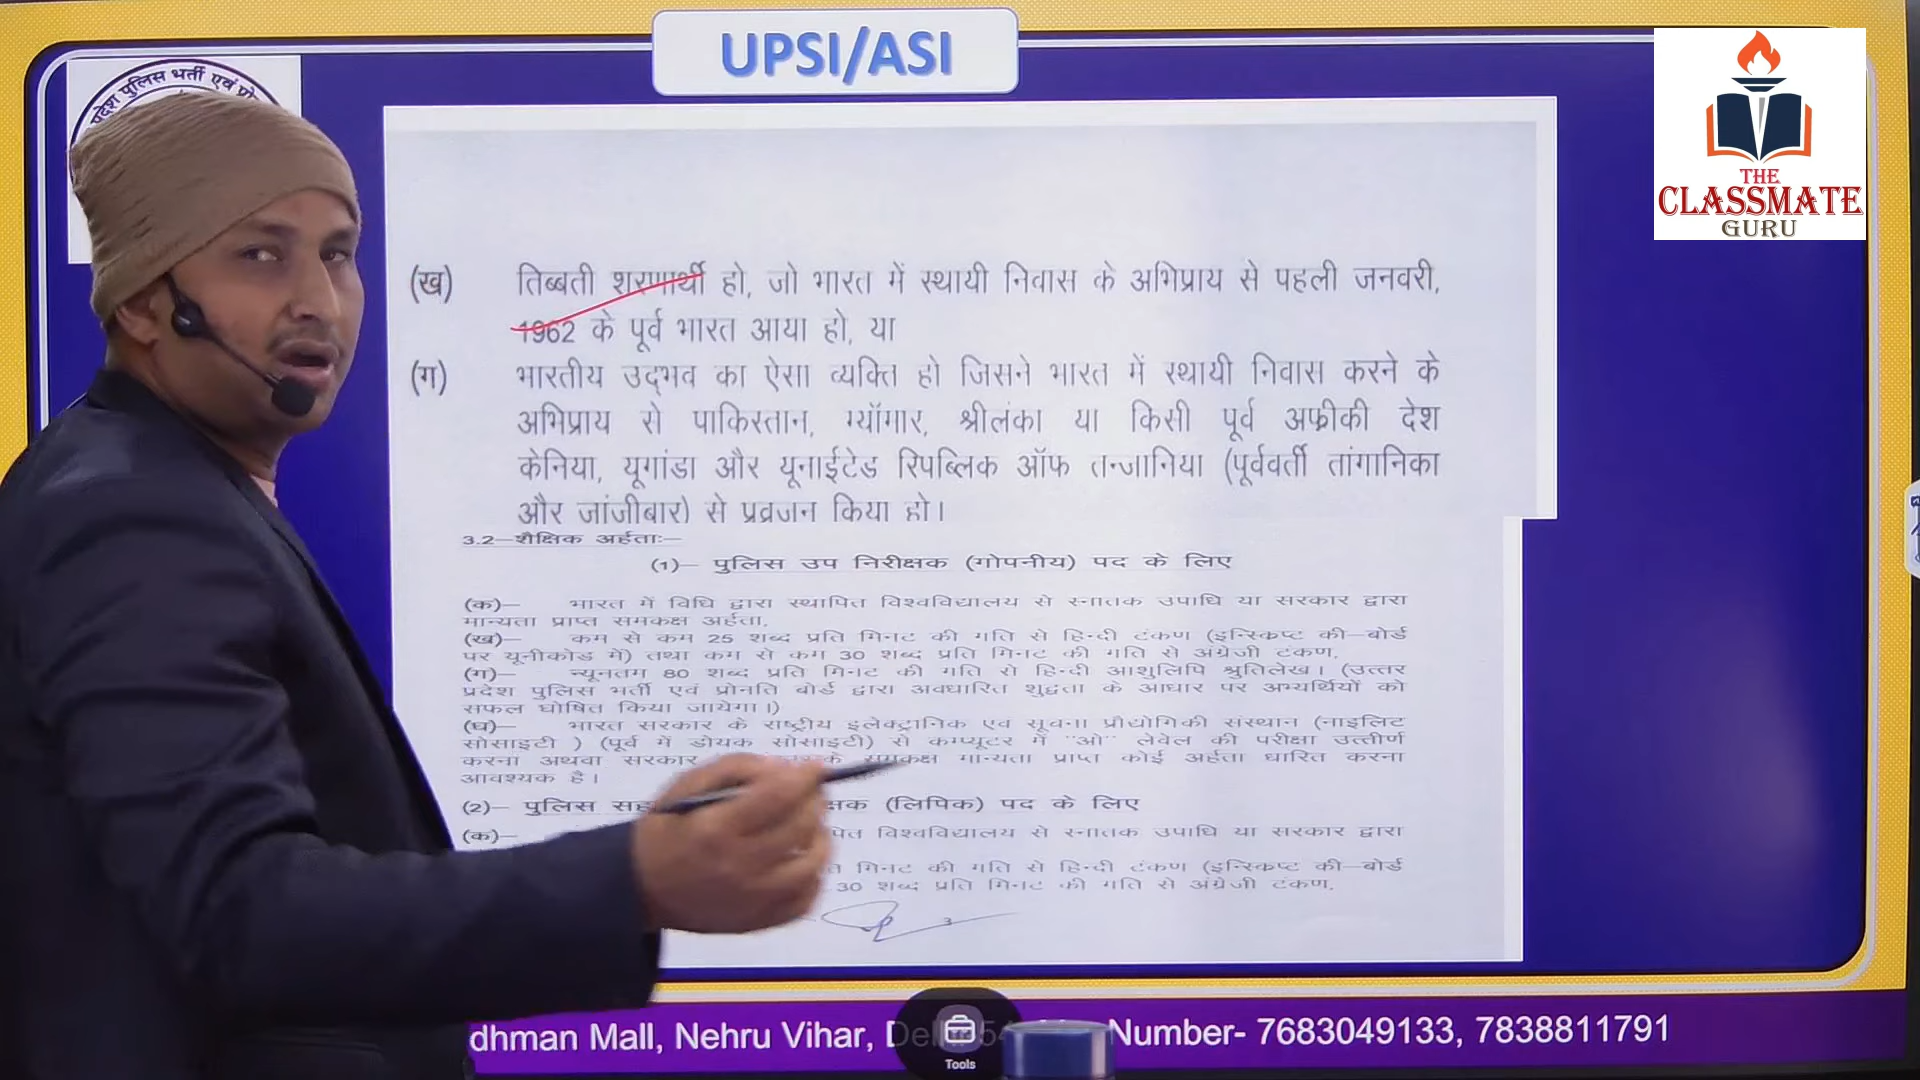 UPSI/ASI
प्रदेश पुलिस भर्ती एवं
THE
CLASSMATE
GURU
(ख) तिब्बती शरणार्थी हो, जो भारत में स्थायी निवास के अभिप्राय से पहली जनवरी,
1962 के पूर्व भारत आया हो, या
(ग) भारतीय उद्भव का ऐसा व्यक्ति हो जिसने भारत में स्थायी निवास करने के
अभिप्राय से पाकिस्तान, म्यॉंमार, श्रीलंका या किसी पूर्व अफ्रीकी देश
केनिया, यूगांडा और यूनाईटेड रिपब्लिक ऑफ तन्जानिया (पूर्ववर्ती तांगानिका
और जांजीबार) से प्रव्रजन किया हो।
3.2–शैक्षिक अर्हताः–
(1)– पुलिस उप निरीक्षक (गोपनीय) पद के लिए
(क)– भारत में विधि द्वारा स्थापित विश्वविद्यालय से स्नातक उपाधि या सरकार द्वारा
मान्यता प्राप्त समकक्ष अर्हता,
(ख)– कम से कम 25 शब्द प्रति मिनट की गति से हिन्दी टंकण (इन्स्क्रिप्ट की–बोर्ड
पर यूनीकोड में) तथा कम से कम 30 शब्द प्रति मिनट की गति से अंग्रेजी टंकण,
(ग)– न्यूनतम 80 शब्द प्रति मिनट की गति से हिन्दी आशुलिपि श्रुतिलेख। (उत्तर
प्रदेश पुलिस भर्ती एवं प्रोन्नति बोर्ड द्वारा अवधारित शुद्धता के आधार पर अभ्यर्थियों को
सफल घोषित किया जायेगा।)
(घ)– भारत सरकार के राष्ट्रीय इलेक्ट्रानिक एवं सूचना प्रौद्योगिकी संस्थान (नाइलिट
सोसाइटी ) (पूर्व में डोयक सोसाइटी) से कम्प्यूटर में "ओ" लेवेल की परीक्षा उत्तीर्ण
करना अथवा सरकार के समकक्ष मान्यता प्राप्त कोई अर्हता धारित करना
आवश्यक है।
(2)– पुलिस (लिपिक) पद के लिए
(क)– विश्वविद्यालय से स्नातक उपाधि या सरकार द्वारा
मिनट की गति से हिन्दी टंकण (इन्स्क्रिप्ट की–बोर्ड
30 शब्द प्रति मिनट की गति से अंग्रेजी टंकण,
3
Mall, Nehru Vihar, Number- 7683049133, 7838811791
Tools